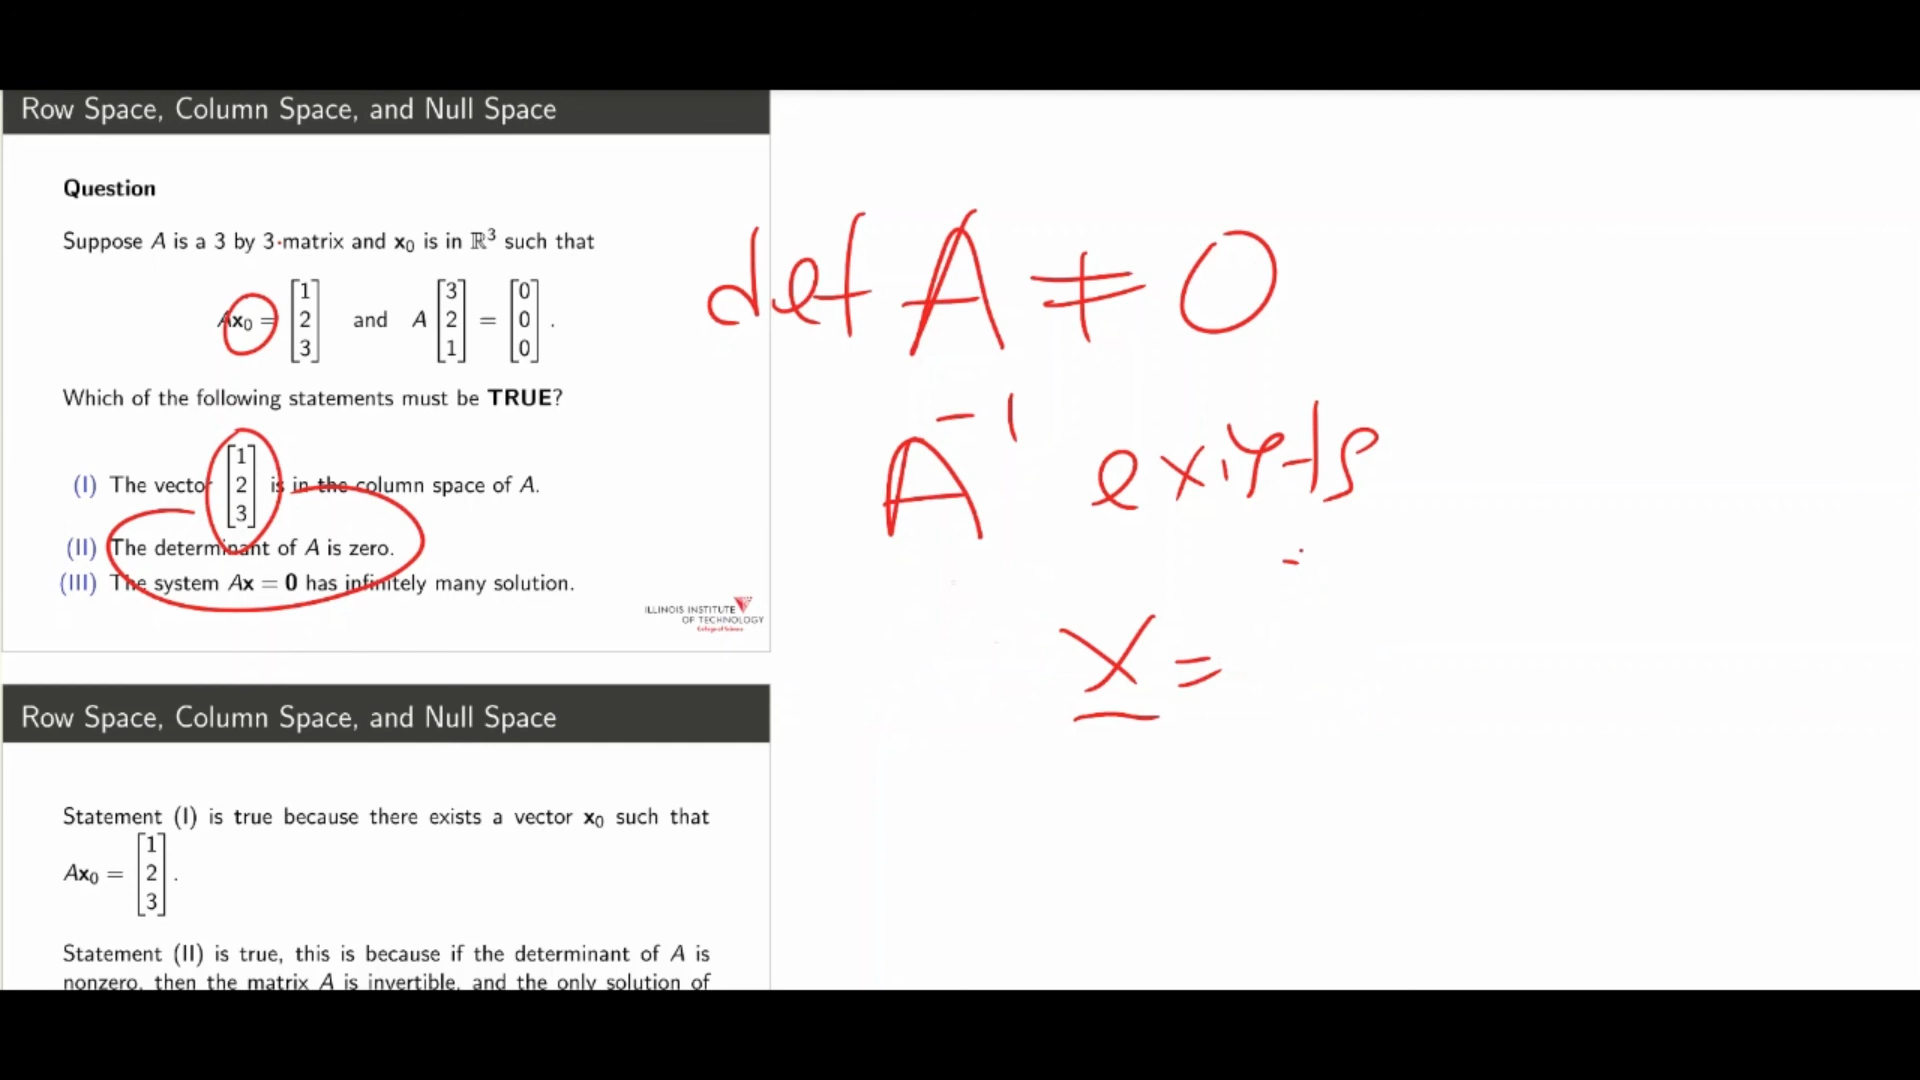 Row Space, Column Space, and Null Space
Question
Suppose A is a 3 by 3 matrix and x₀ is in ℝ³ such that
Ax₀ = [1 2 3] and A [3 2 1] = [0 0 0].
Which of the following statements must be TRUE?
(I) The vector [1 2 3] is in the column space of A.
(II) The determinant of A is zero.
(III) The system Ax = 0 has infinitely many solution.
ILLINOIS INSTITUTE
OF TECHNOLOGY
College of Science
Row Space, Column Space, and Null Space
Statement (I) is true because there exists a vector x₀ such that
Ax₀ = [1 2 3].
Statement (II) is true, this is because if the determinant of A is
nonzero, then the matrix A is invertible, and the only solution of
det A ≠ 0
A⁻¹ exists
x =